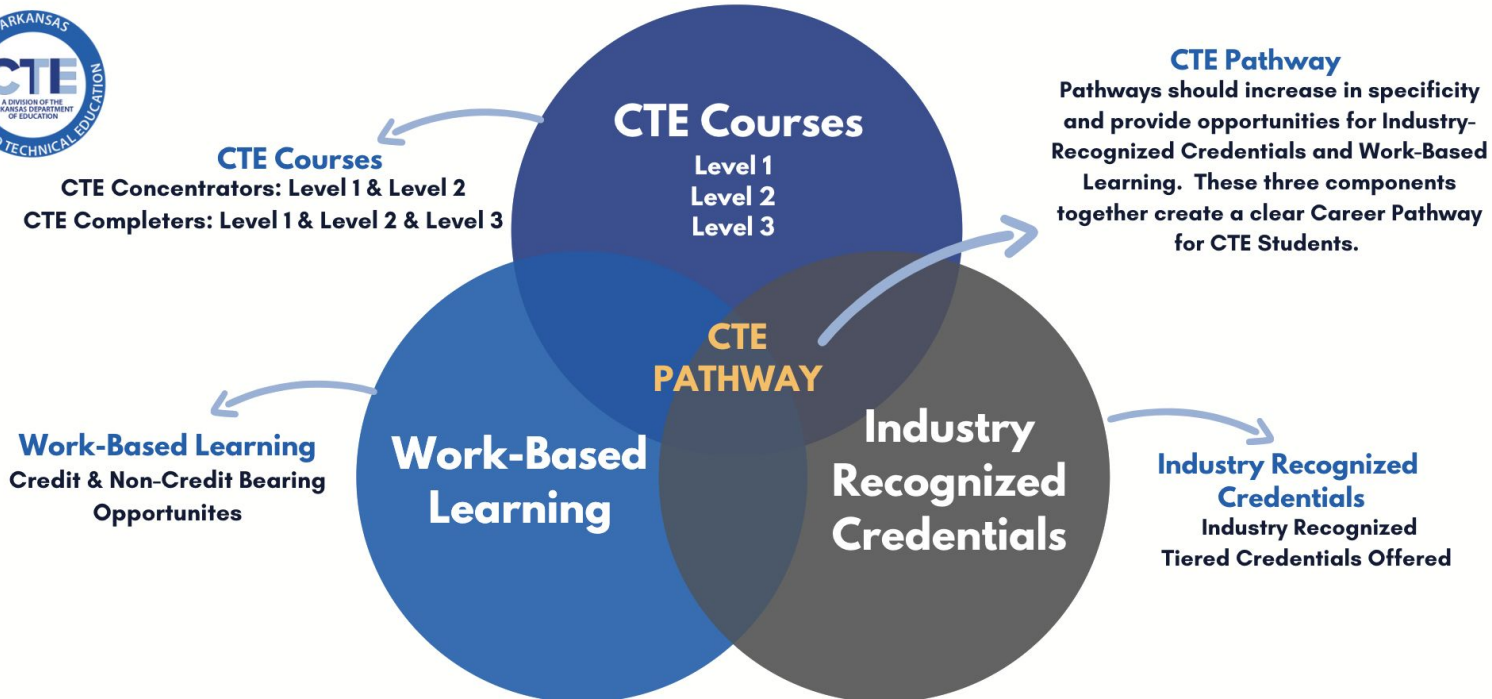 ARKANSAS
CTE
A DIVISION OF THE
KANSAS DEPARTMENT
OF EDUCATION
D TECHNICAL EDUCATION
CTE Courses
CTE Concentrators: Level 1 & Level 2
CTE Completers: Level 1 & Level 2 & Level 3
CTE Courses
Level 1
Level 2
Level 3
CTE Pathway
Pathways should increase in specificity
and provide opportunities for Industry-
Recognized Credentials and Work-Based
Learning. These three components
together create a clear Career Pathway
for CTE Students.
CTE
PATHWAY
Work-Based Learning
Credit & Non-Credit Bearing
Opportunites
Work-Based
Learning
Industry
Recognized
Credentials
Industry Recognized
Credentials
Industry Recognized
Tiered Credentials Offered